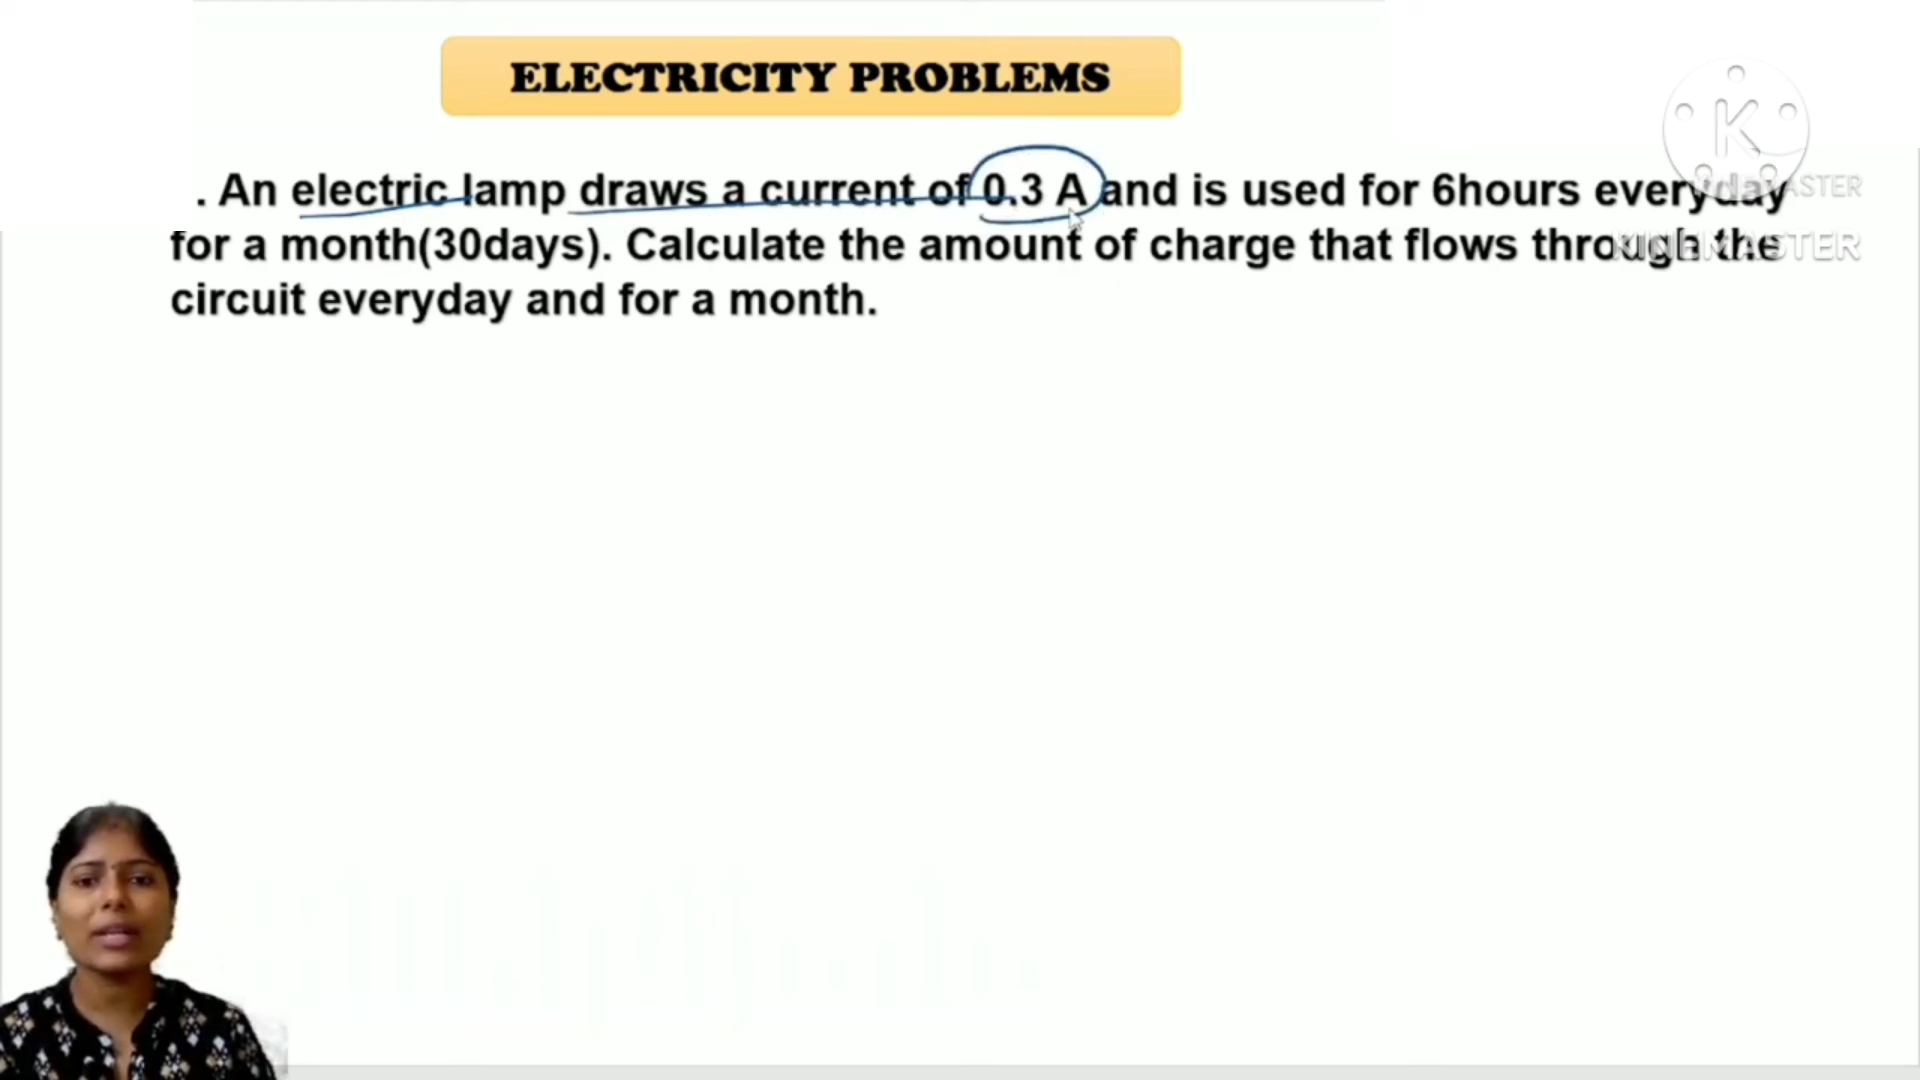 ELECTRICITY PROBLEMS
K
. An electric lamp draws a current of 0.3 A and is used for 6hours everyday
for a month(30days). Calculate the amount of charge that flows through the
KINEMASTER
circuit everyday and for a month.